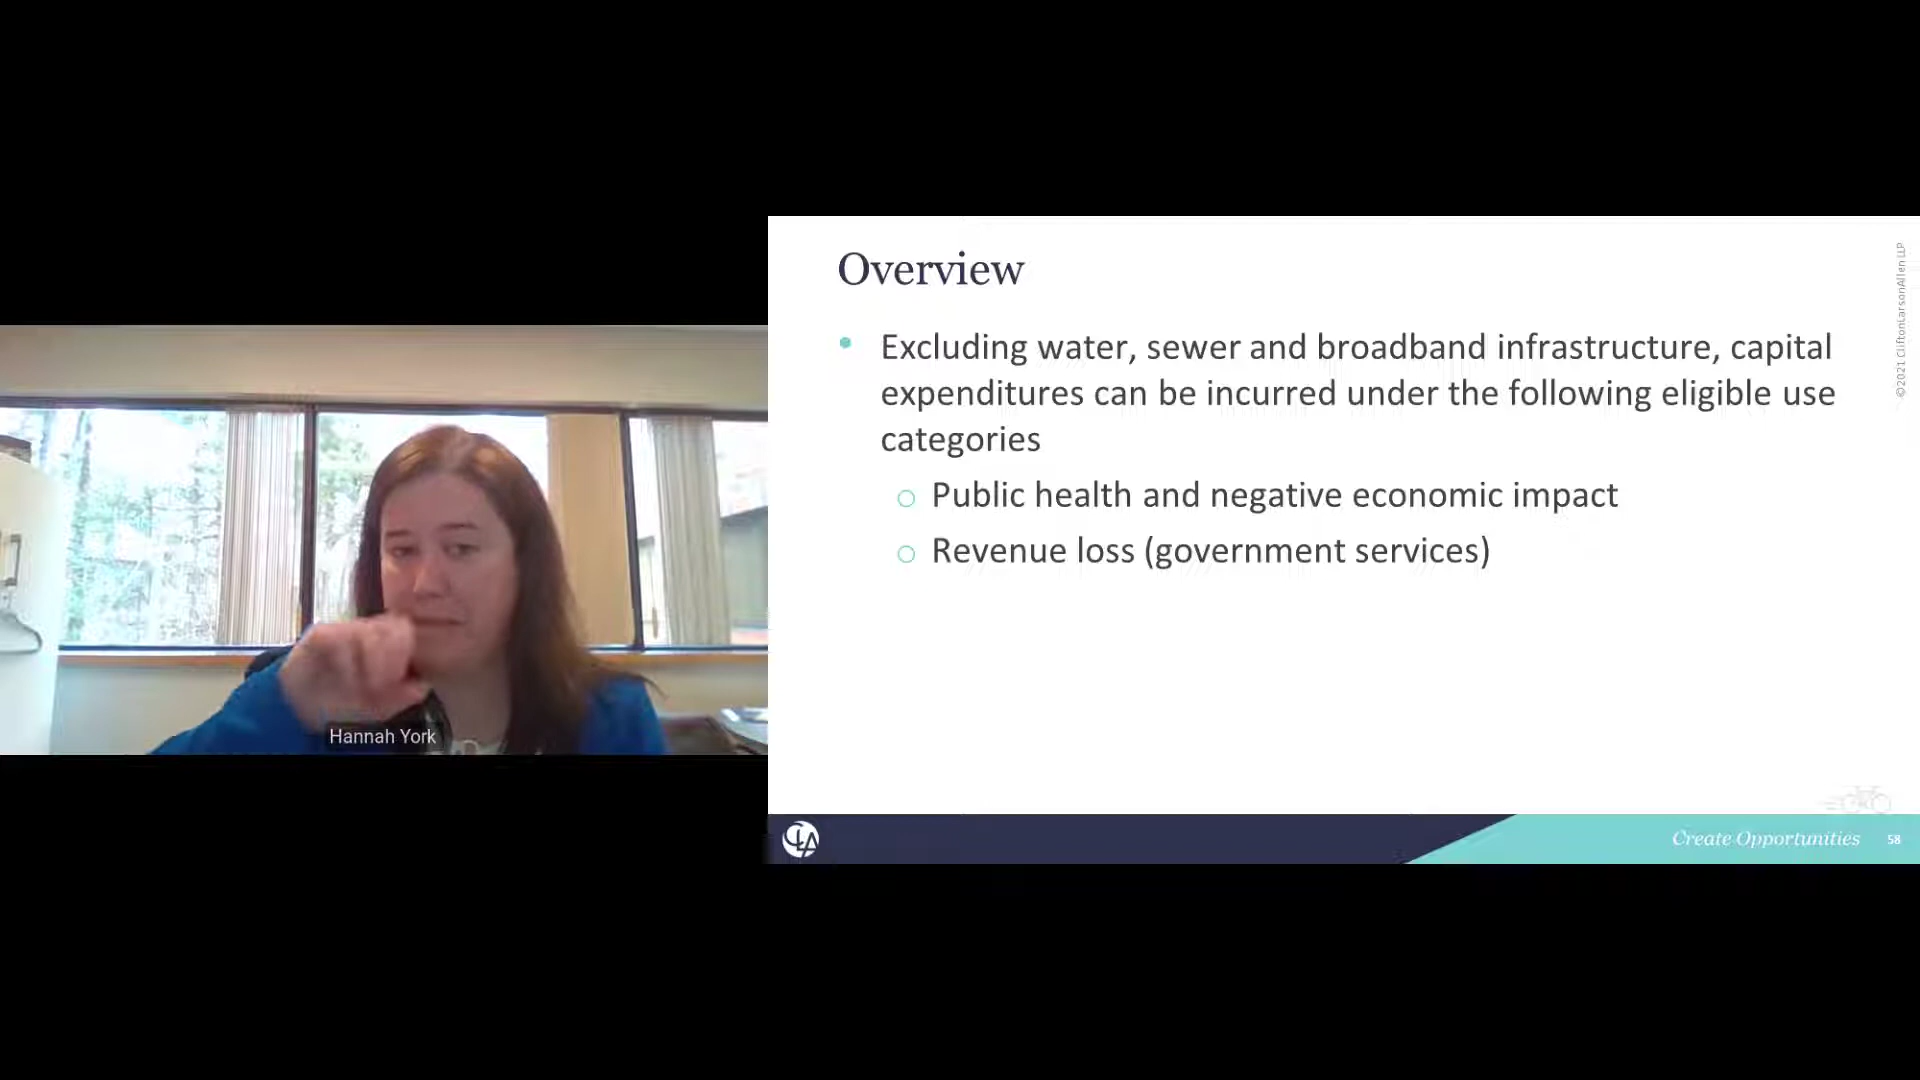 Hannah York
Overview
• Excluding water, sewer and broadband infrastructure, capital
expenditures can be incurred under the following eligible use
categories
○ Public health and negative economic impact
○ Revenue loss (government services)
©2021 CliftonLarsonAllen LLP
CLA
Create Opportunities
58